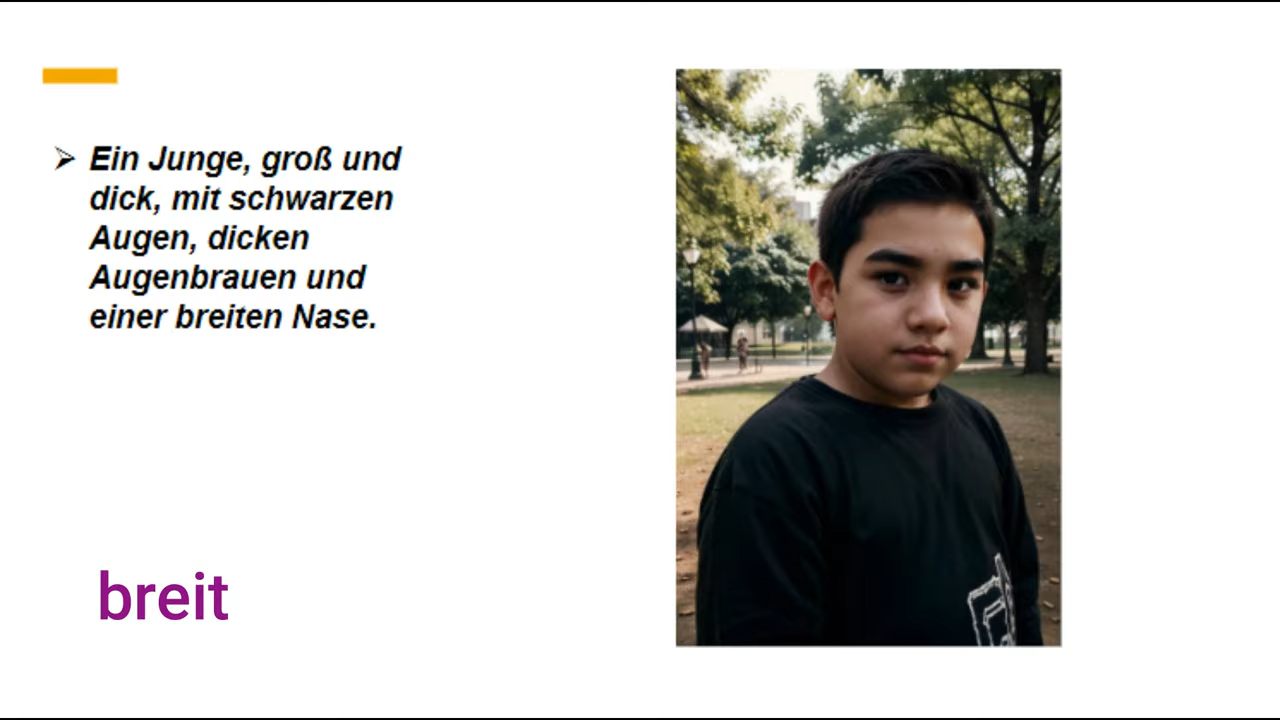 Ein Junge, groß und
dick, mit schwarzen
Augen, dicken
Augenbrauen und
einer breiten Nase.
breit